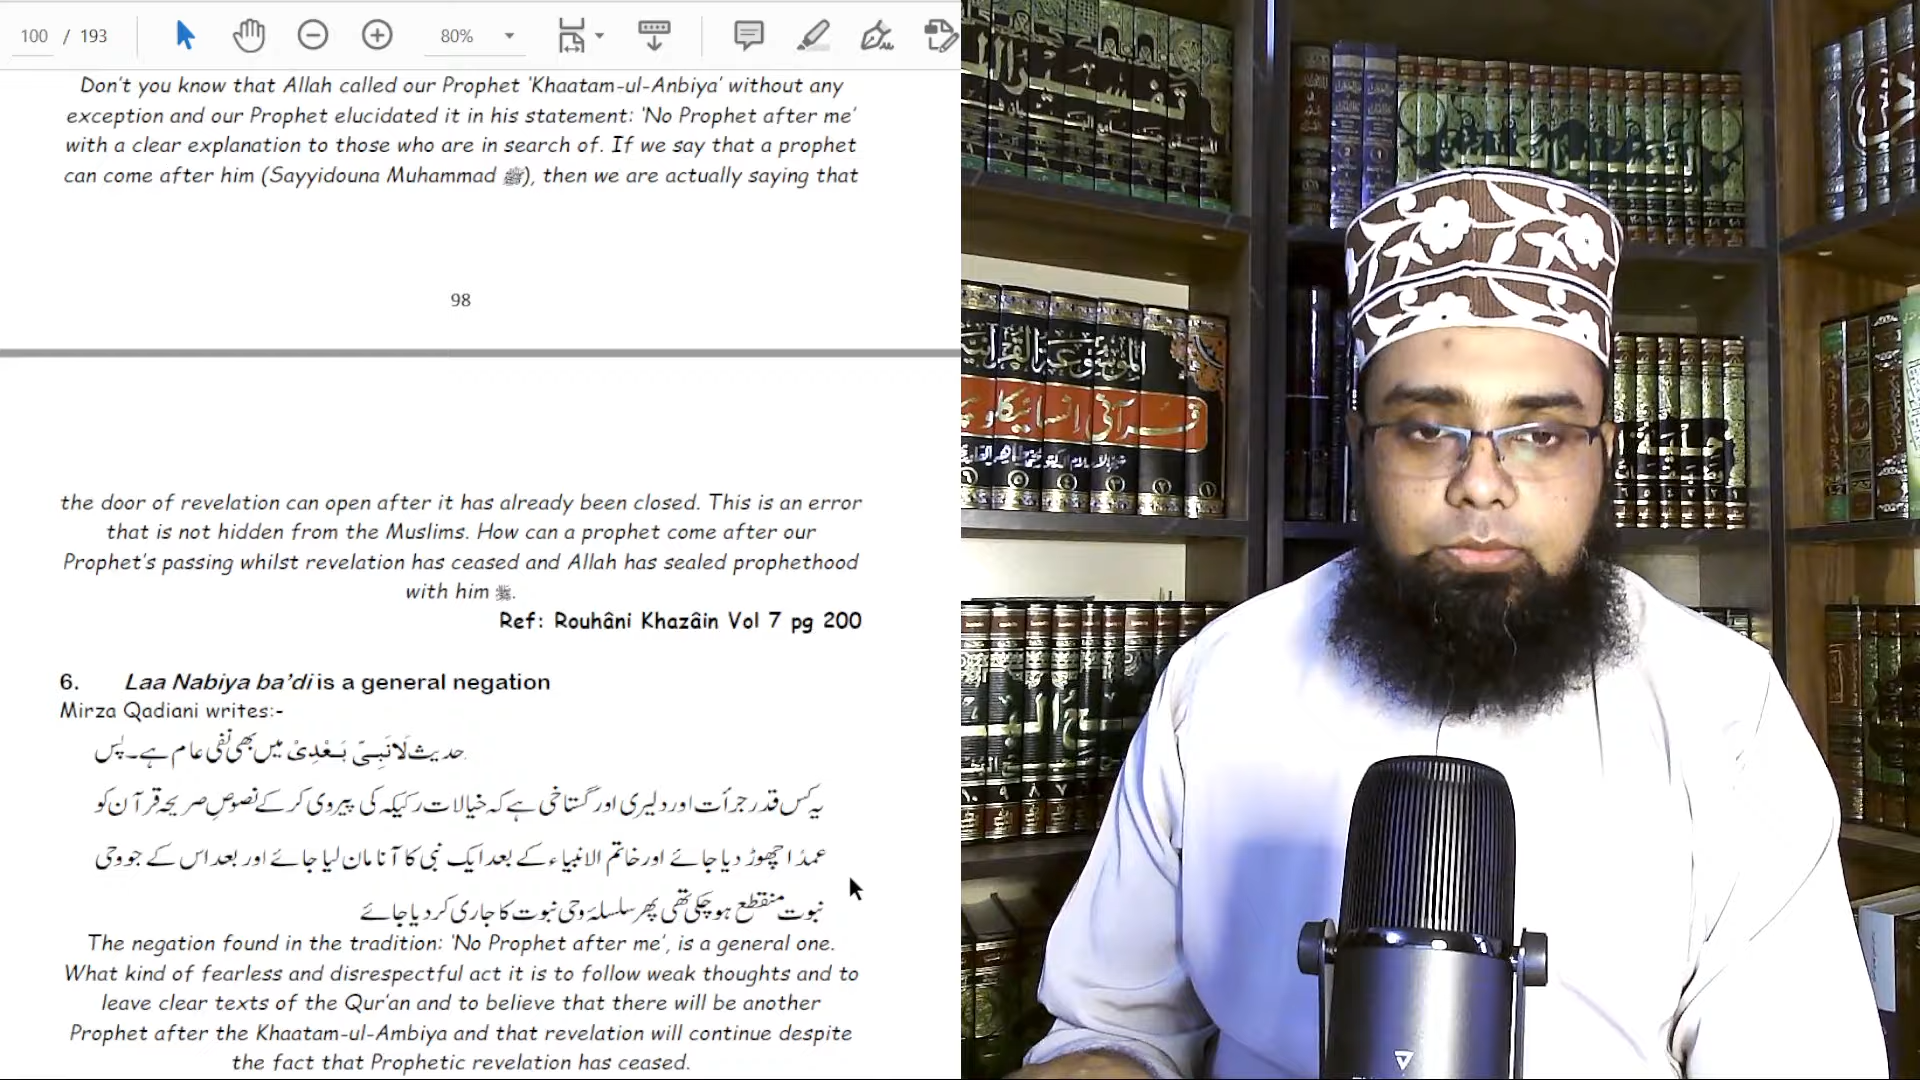 100 / 193
80%
Don't you know that Allah called our Prophet 'Khaatam-ul-Anbiya' without any
exception and our Prophet elucidated it in his statement: 'No Prophet after me'
with a clear explanation to those who are in search of. If we say that a prophet
can come after him (Sayyidouna Muhammad ﷺ), then we are actually saying that
98
the door of revelation can open after it has already been closed. This is an error
that is not hidden from the Muslims. How can a prophet come after our
Prophet's passing whilst revelation has ceased and Allah has sealed prophethood
with him ﷺ.
Ref: Rouhâni Khazâin Vol 7 pg 200
6. Laa Nabiya ba'di is a general negation
Mirza Qadiani writes:-
حدیث لَا نَبِیَّ بَعْدِیْ میں بھی نفی عام ہے۔ پس
یہ کس قدر جرأت اور دلیری اور گستاخی ہے کہ خیالات رکیکہ کی پیروی کر کے نصوصِ صریحہ قرآن کو
عمدًا چھوڑ دیا جائے اور خاتم الانبیاء کے بعد ایک نبی کا آنا مان لیا جائے اور بعد اس کے جو وحی
نبوت منقطع ہو چکی تھی پھر سلسلۂ وحی نبوت کا جاری کر دیا جائے
The negation found in the tradition: 'No Prophet after me', is a general one.
What kind of fearless and disrespectful act it is to follow weak thoughts and to
leave clear texts of the Qur'an and to believe that there will be another
Prophet after the Khaatam-ul-Ambiya and that revelation will continue despite
the fact that Prophetic revelation has ceased.
الموسوعۃ القرآنیۃ
قرآنی انسائیکلوپ